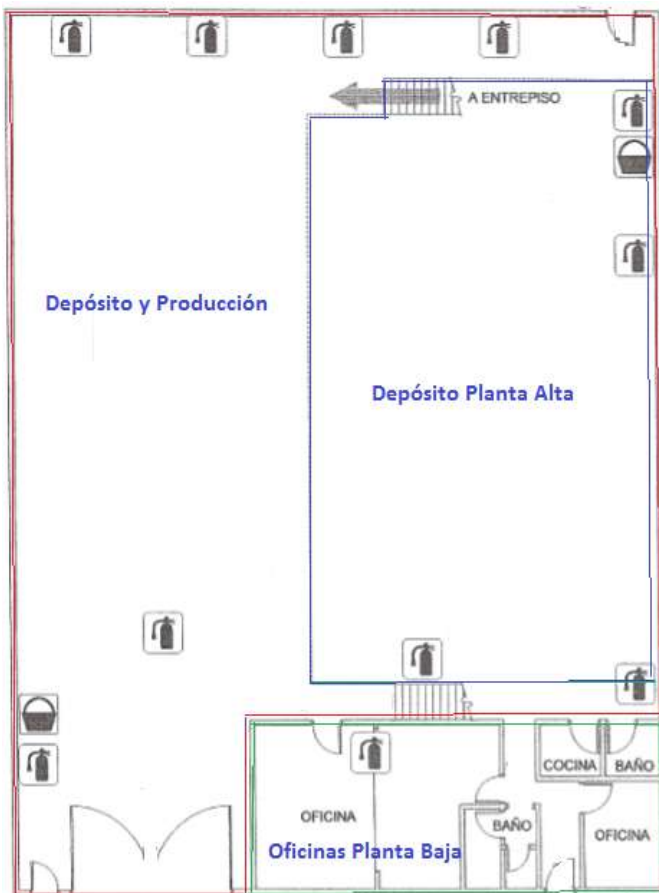 A ENTREPISO
Depósito y Producción
Depósito Planta Alta
COCINA
BAÑO
OFICINA
BAÑO
OFICINA
Oficinas Planta Baja